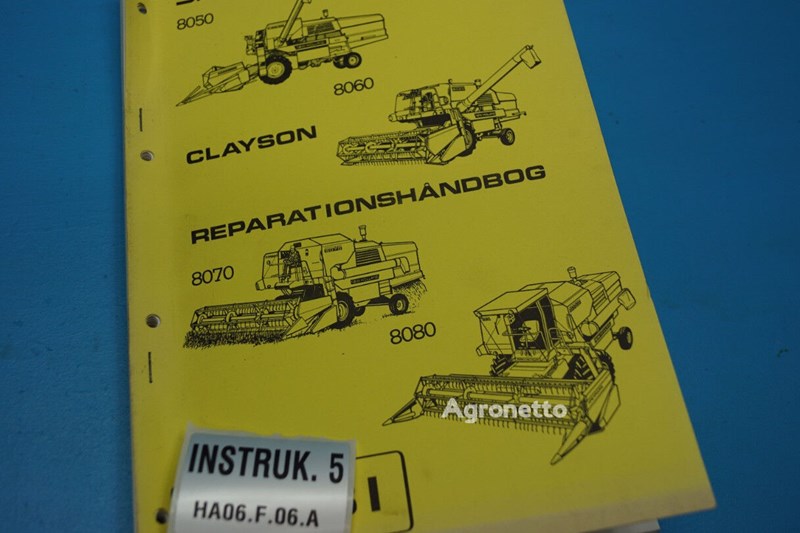 8050
8060
CLAYSON
REPARATIONSHÅNDBOG
8070
8080
Agronetto
INSTRUK. 5
HA06.F.06.A